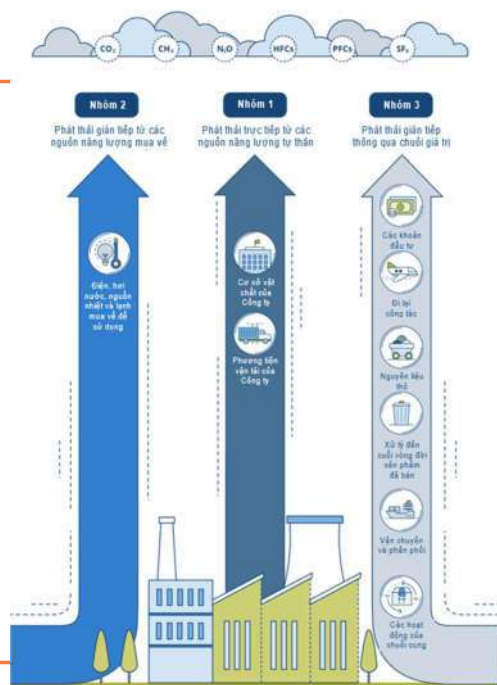 CO₂ CH₄ N₂O HFCs PFCs SF₆
Nhóm 2
Phát thải gián tiếp từ các
nguồn năng lượng mua về
Điện, hơi
nước, nguồn
nhiệt và lạnh
mua về để
sử dụng
Nhóm 1
Phát thải trực tiếp từ các
nguồn năng lượng tự thân
Cơ sở vật
chất của
Công ty
Phương tiện
vận tải của
Công ty
Nhóm 3
Phát thải gián tiếp
thông qua chuỗi giá trị
Các khoản
đầu tư
Đi lại
công tác
Nguyên liệu
thô
Xử lý đến
cuối vòng đời
sản phẩm
đã bán
Vận chuyển
và phân phối
Các hoạt
động của
chuỗi cung